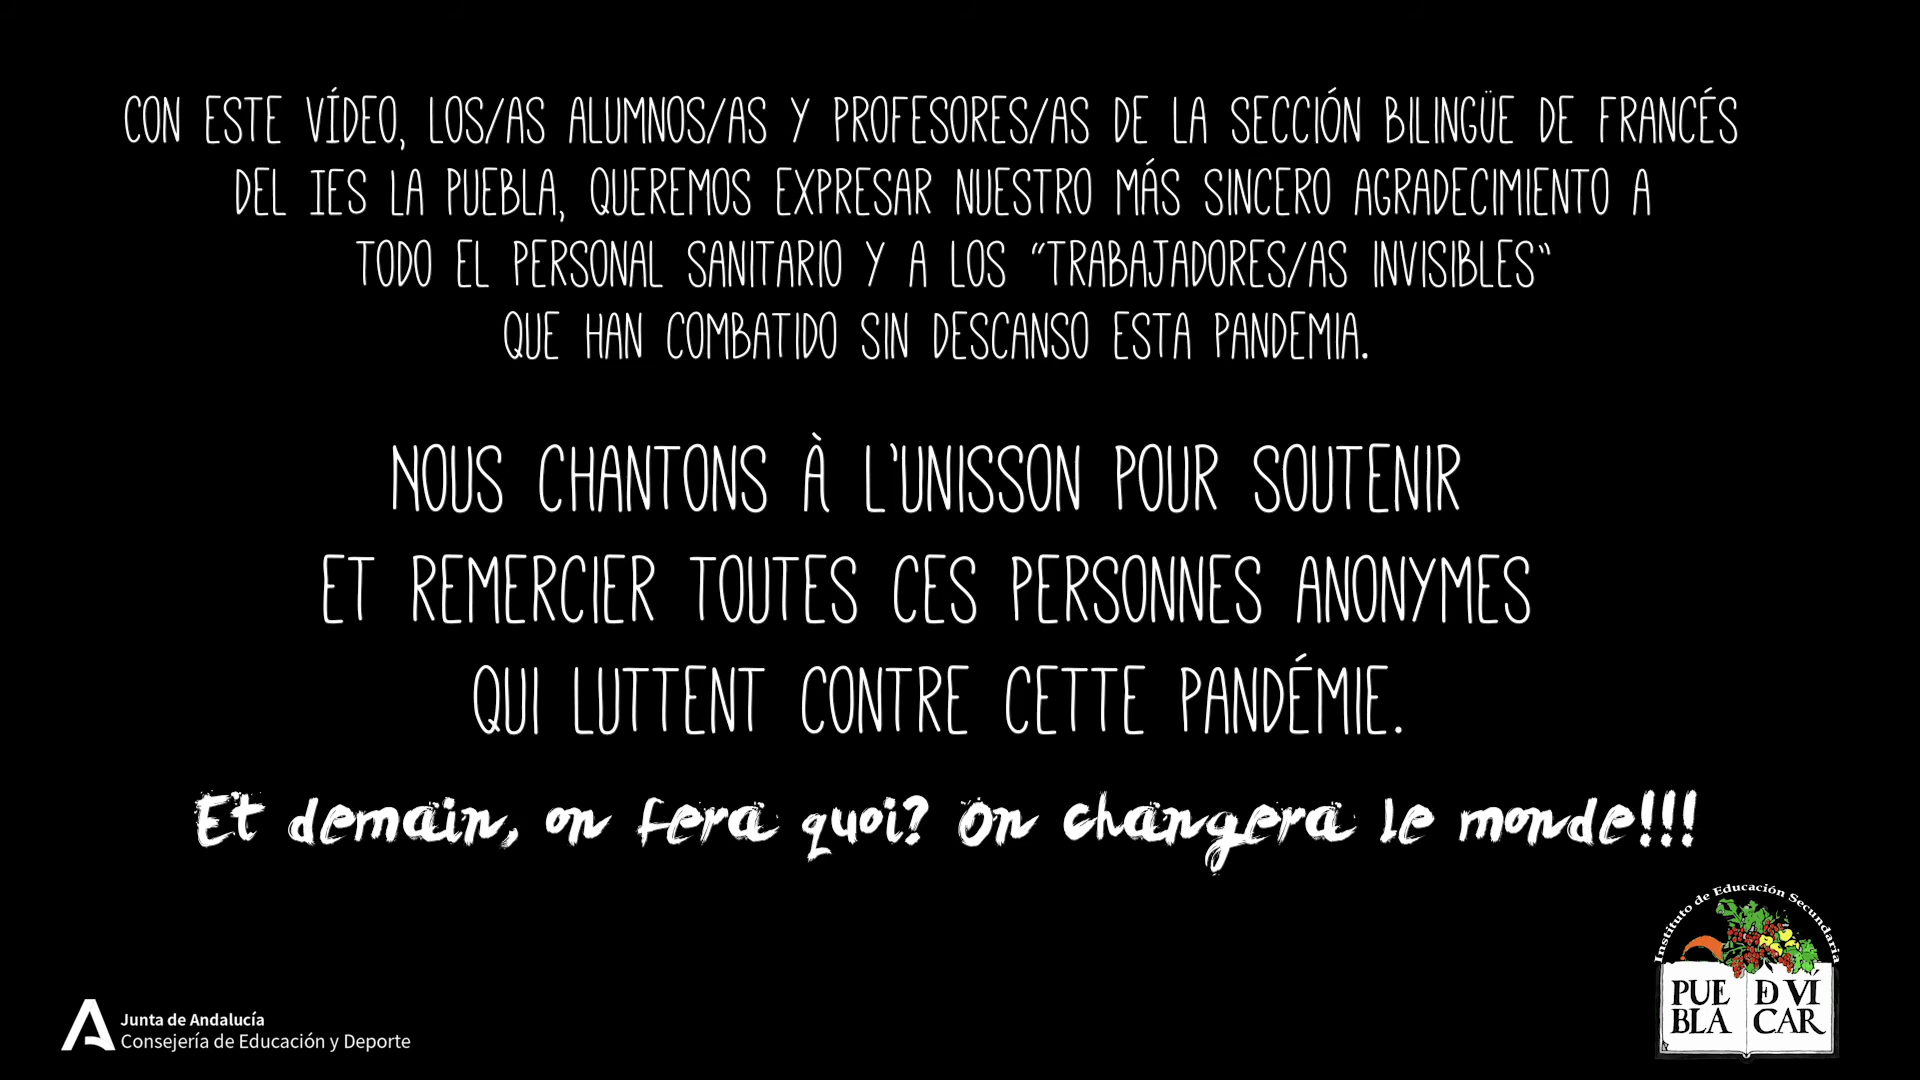 CON ESTE VÍDEO, LOS/AS ALUMNOS/AS Y PROFESORES/AS DE LA SECCIÓN BILINGÜE DE FRANCÉS
DEL IES LA PUEBLA, QUEREMOS EXPRESAR NUESTRO MÁS SINCERO AGRADECIMIENTO A
TODO EL PERSONAL SANITARIO Y A LOS "TRABAJADORES/AS INVISIBLES"
QUE HAN COMBATIDO SIN DESCANSO ESTA PANDEMIA.
NOUS CHANTONS À L'UNISSON POUR SOUTENIR
ET REMERCIER TOUTES CES PERSONNES ANONYMES
QUI LUTTENT CONTRE CETTE PANDÉMIE.
Et demain, on fera quoi? On changera le monde!!!
Instituto de Educación Secundaria
PUE
BLA
D VÍ
CAR
Junta de Andalucía
Consejería de Educación y Deporte